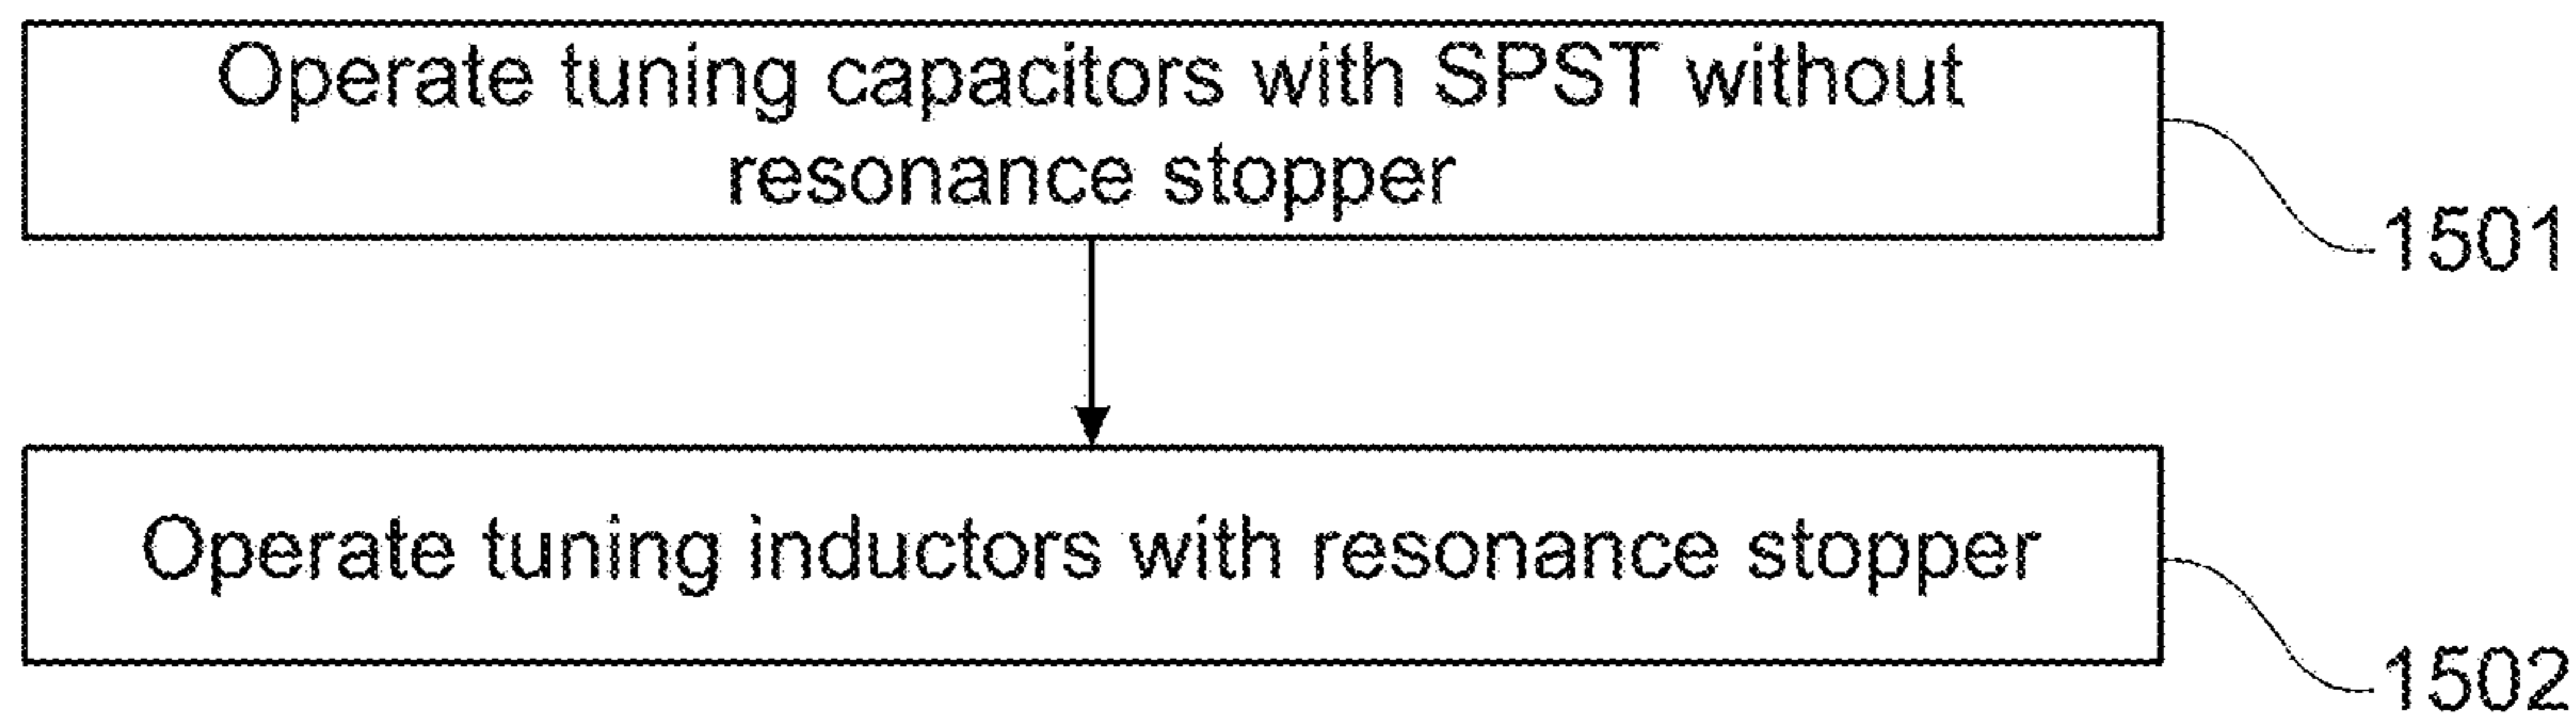 Operate tuning capacitors with SPST without
resonance stopper
1501
Operate tuning inductors with resonance stopper
1502